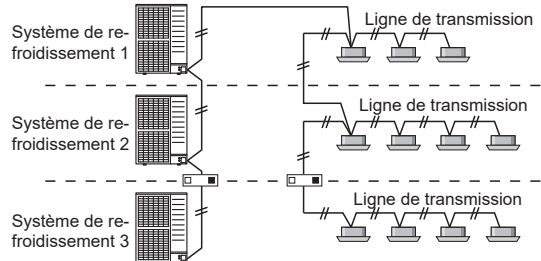 Ligne de transmission
Système de re-
froidissement 1
Ligne de transmission
Système de re-
froidissement 2
Ligne de transmission
Système de re-
froidissement 3